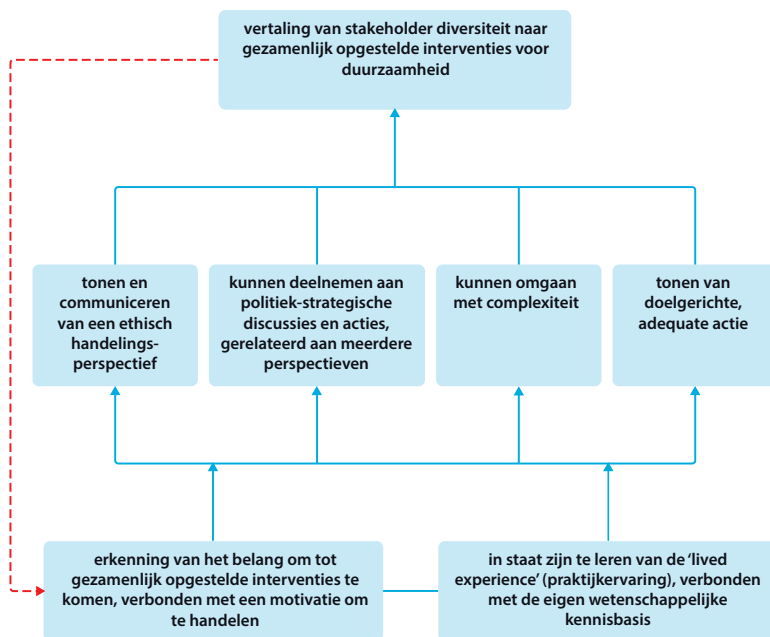 vertaling van stakeholder diversiteit naar
gezamenlijk opgestelde interventies voor
duurzaamheid
tonen en
communiceren
van een ethisch
handelings-
perspectief
kunnen deelnemen aan
politiek-strategische
discussies en acties,
gerelateerd aan meerdere
perspectieven
kunnen omgaan
met complexiteit
tonen van
doelgerichte,
adequate actie
erkenning van het belang om tot
gezamenlijk opgestelde interventies te
komen, verbonden met een motivatie om
te handelen
in staat zijn te leren van de ‘lived
experience’ (praktijkervaring), verbonden
met de eigen wetenschappelijke
kennisbasis